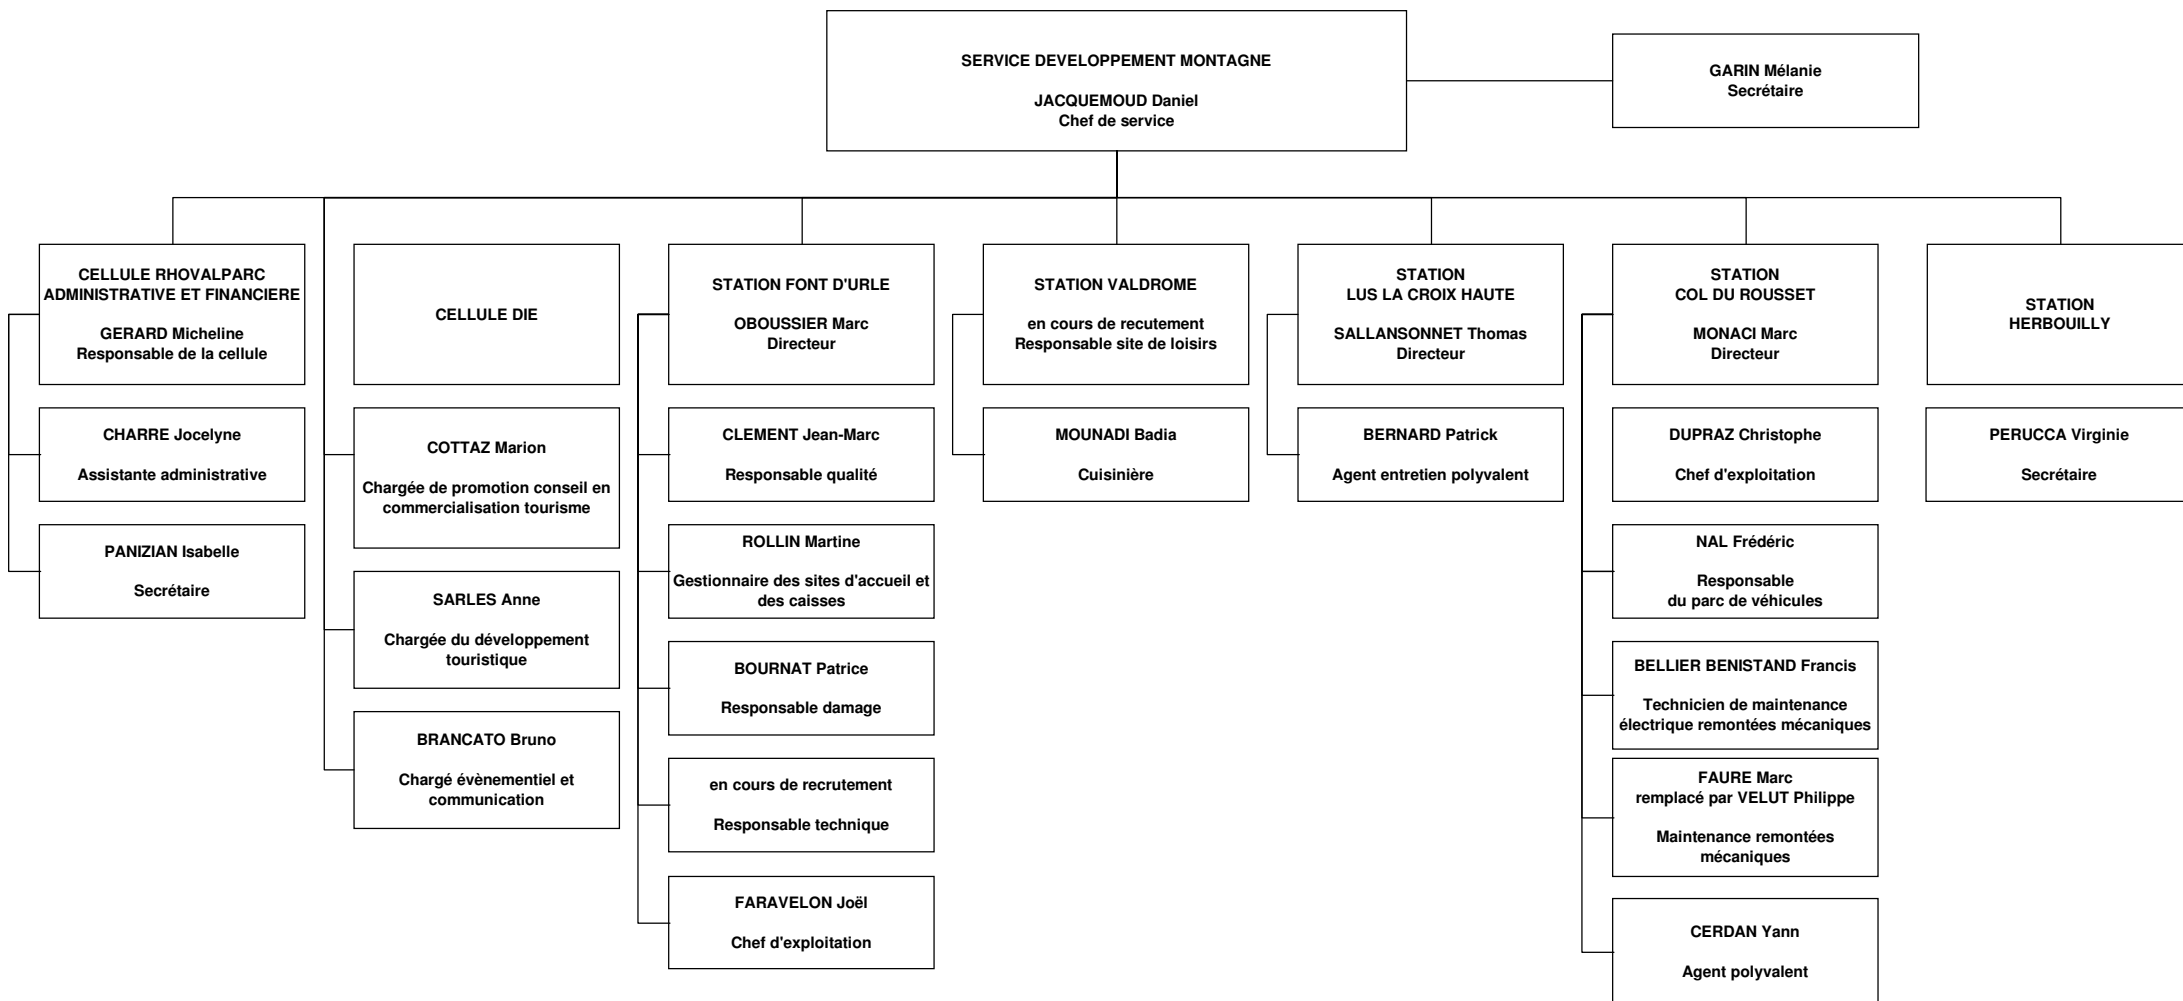 SERVICE DEVELOPPEMENT MONTAGNE
JACQUEMOUD Daniel
Chef de service
GARIN Mélanie
Secrétaire
CELLULE RHOVALPARC
ADMINISTRATIVE ET FINANCIERE
GERARD Micheline
Responsable de la cellule
CHARRE Jocelyne
Assistante administrative
PANIZIAN Isabelle
Secrétaire
CELLULE DIE
COTTAZ Marion
Chargée de promotion conseil en
commercialisation tourisme
SARLES Anne
Chargée du développement
touristique
BRANCATO Bruno
Chargé évènementiel et
communication
STATION FONT D'URLE
OBOUSSIER Marc
Directeur
CLEMENT Jean-Marc
Responsable qualité
ROLLIN Martine
Gestionnaire des sites d'accueil et
des caisses
BOURNAT Patrice
Responsable damage
en cours de recrutement
Responsable technique
FARAVELON Joël
Chef d'exploitation
STATION VALDROME
en cours de recutement
Responsable site de loisirs
MOUNADI Badia
Cuisinière
STATION
LUS LA CROIX HAUTE
SALLANSONNET Thomas
Directeur
BERNARD Patrick
Agent entretien polyvalent
STATION
COL DU ROUSSET
MONACI Marc
Directeur
DUPRAZ Christophe
Chef d'exploitation
NAL Frédéric
Responsable
du parc de véhicules
BELLIER BENISTAND Francis
Technicien de maintenance
électrique remontées mécaniques
FAURE Marc
remplacé par VELUT Philippe
Maintenance remontées
mécaniques
CERDAN Yann
Agent polyvalent
STATION
HERBOUILLY
PERUCCA Virginie
Secrétaire